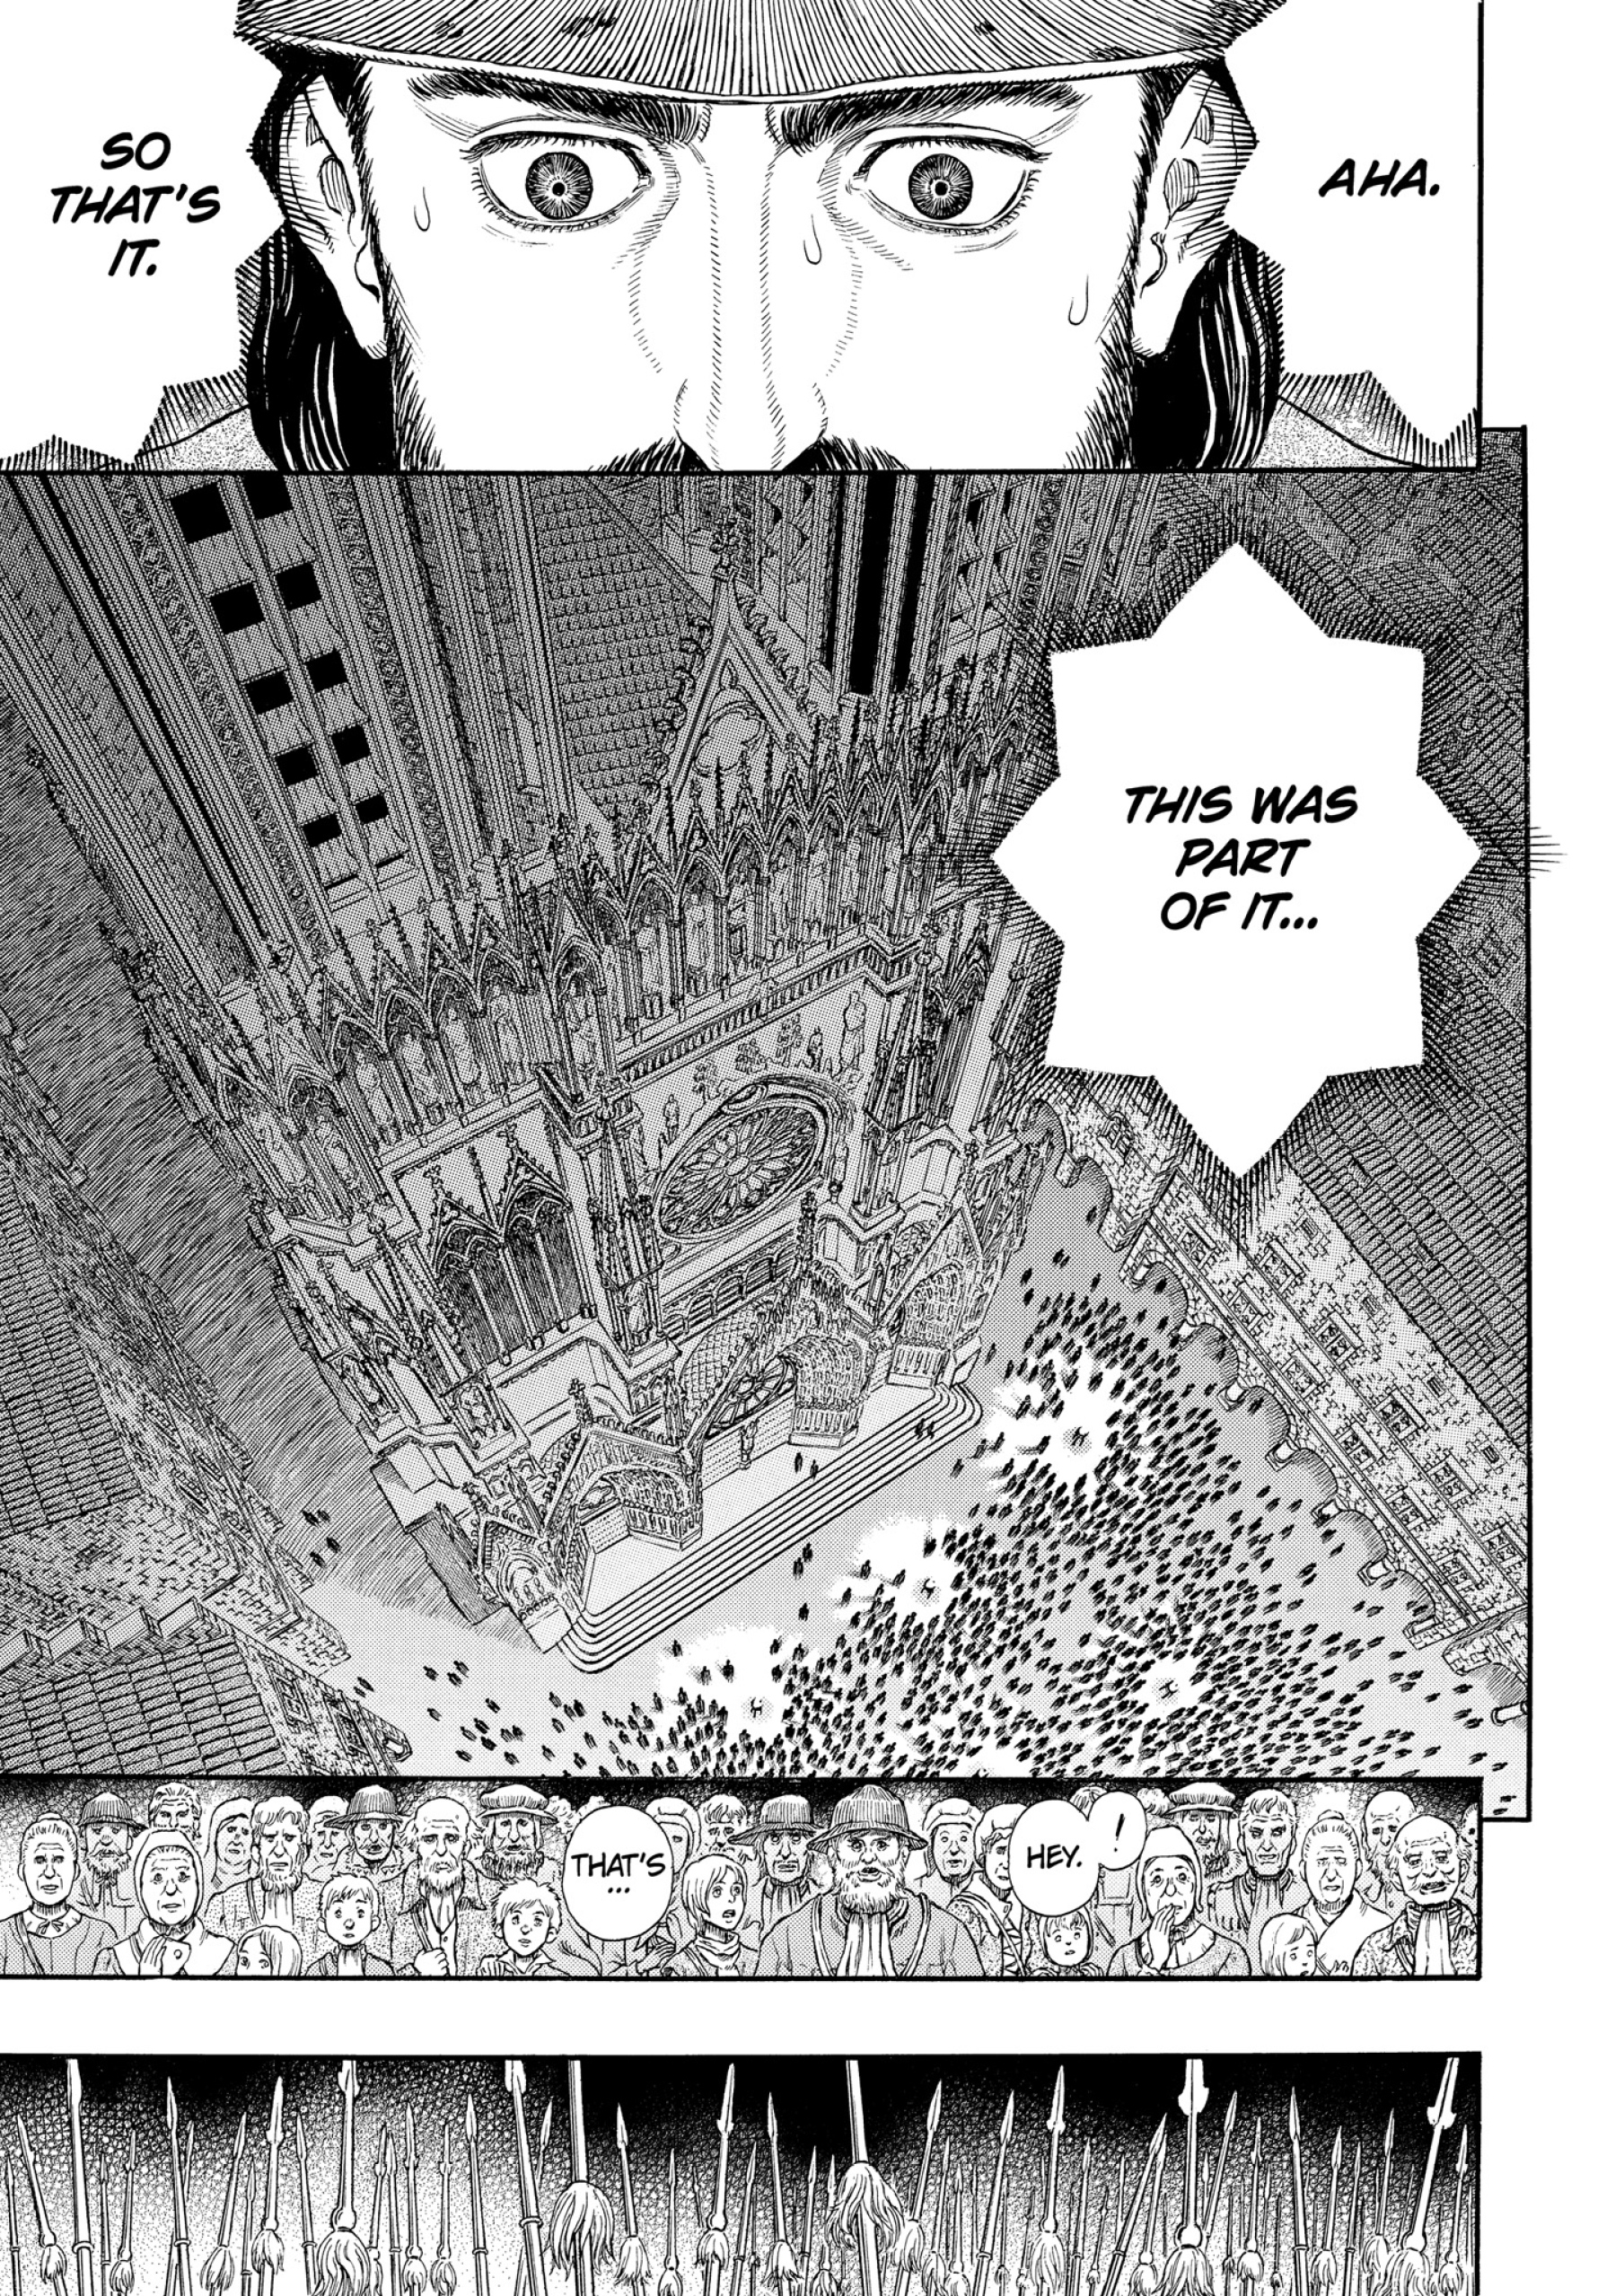 AHA.
SO
THAT'S
IT.
THIS WAS
PART
OF IT...
!
HEY.
THAT'S
...